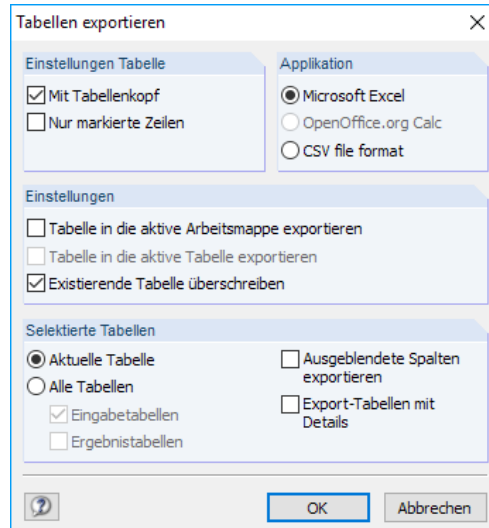 Tabellen exportieren
Einstellungen Tabelle
Mit Tabellenkopf
Nur markierte Zeilen
Applikation
Microsoft Excel
OpenOffice.org Calc
CSV file format
Einstellungen
Tabelle in die aktive Arbeitsmappe exportieren
Tabelle in die aktive Tabelle exportieren
Existierende Tabelle überschreiben
Selektierte Tabellen
Aktuelle Tabelle
Alle Tabellen
Eingabetabellen
Ergebnistabellen
Ausgeblendete Spalten
exportieren
Export-Tabellen mit
Details
OK
Abbrechen